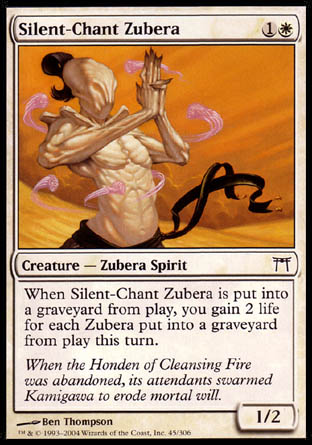 Silent-Chant Zubera 1
Creature — Zubera Spirit
When Silent-Chant Zubera is put into
a graveyard from play, you gain 2 life
for each Zubera put into a graveyard
from play this turn.
When the Honden of Cleansing Fire
was abandoned, its attendants swarmed
Kamigawa to erode mortal will.
Ben Thompson
™ & © 1993–2004 Wizards of the Coast, Inc. 45/306
1/2